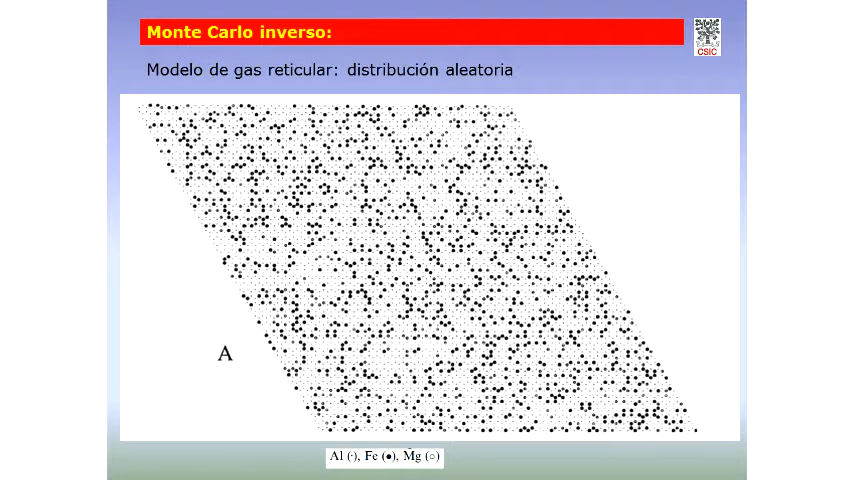 Monte Carlo inverso:
CSIC
Modelo de gas reticular: distribución aleatoria
A
Al (·), Fe (●), Mg (○)